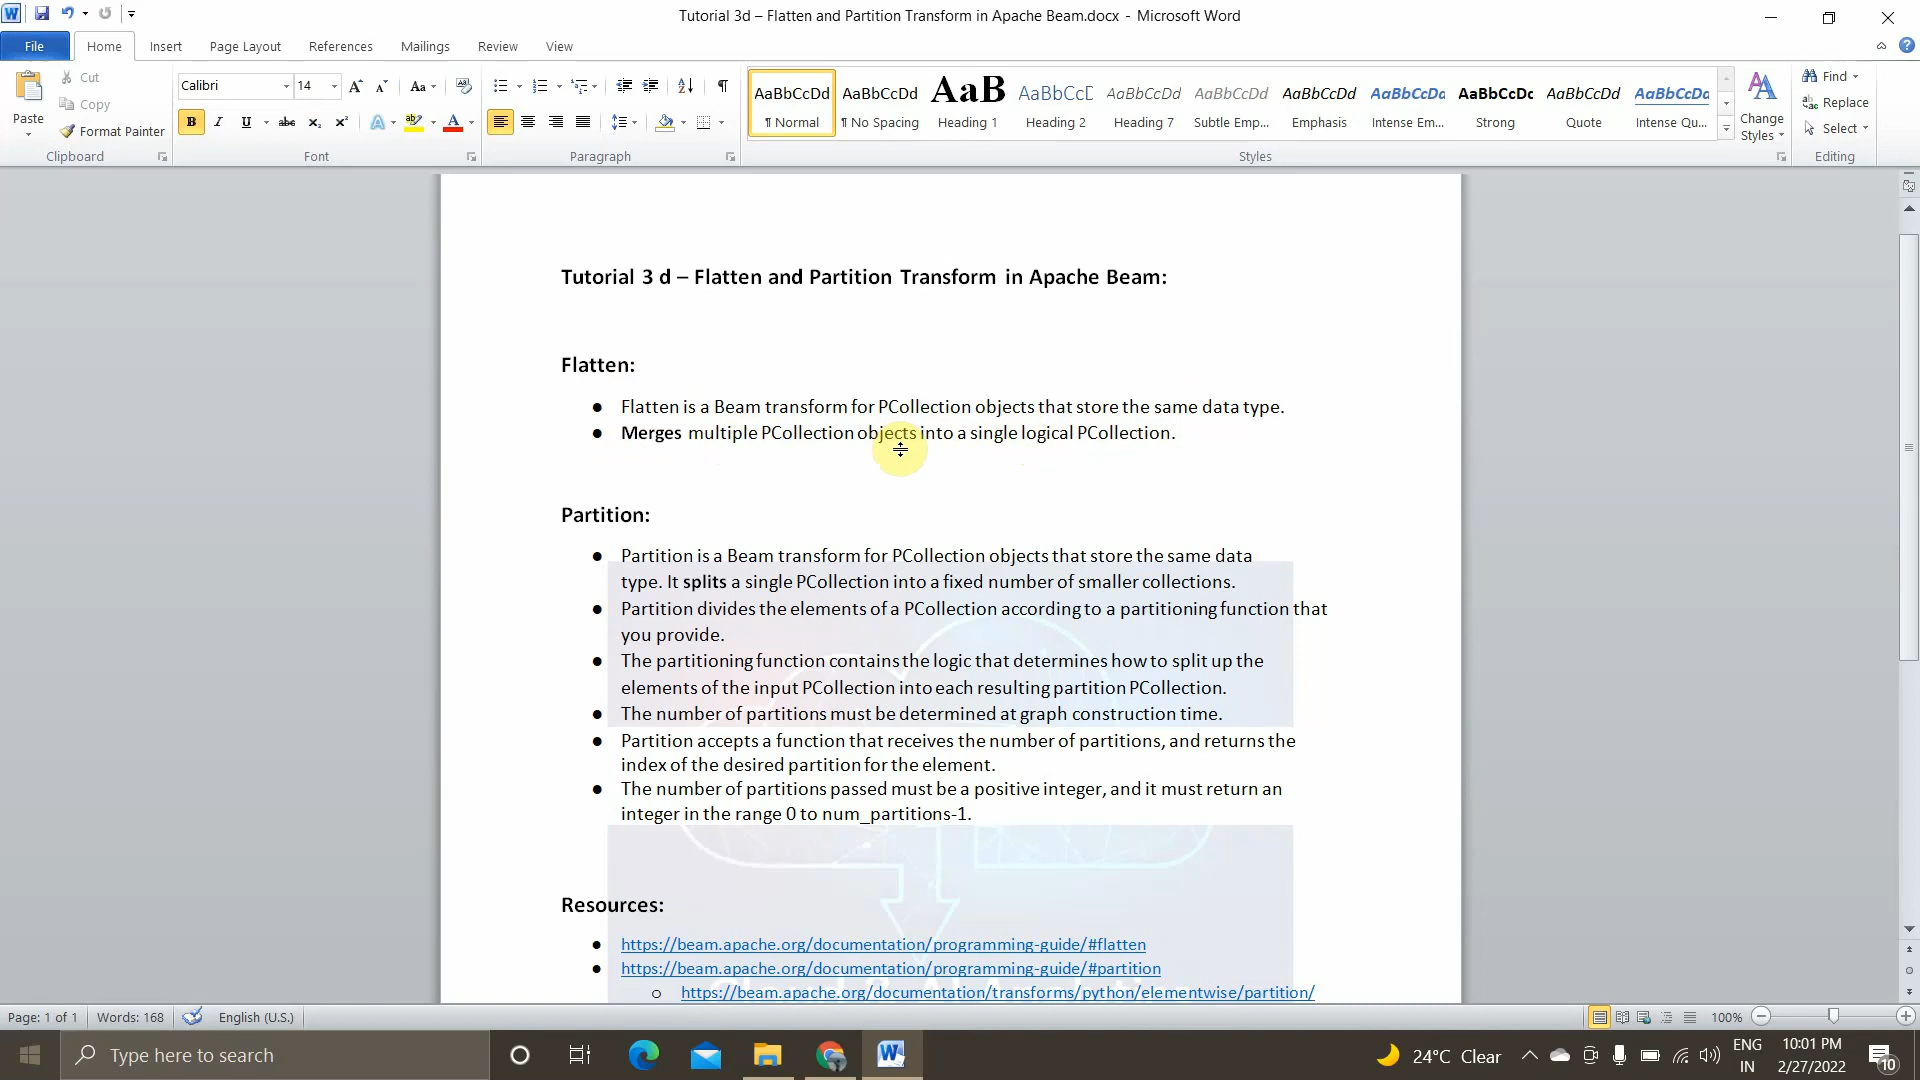 Tutorial 3d – Flatten and Partition Transform in Apache Beam.docx - Microsoft Word
File Home Insert Page Layout References Mailings Review View
Paste
Cut
Copy
Format Painter
Clipboard
Calibri 14
Font
Paragraph
AaBbCcDd AaBbCcDd AaB AaBbCcD AaBbCcDd AaBbCcDd AaBbCcDd AaBbCcDd AaBbCcDc AaBbCcDd AaBbCcDd
¶ Normal ¶ No Spacing Heading 1 Heading 2 Heading 7 Subtle Emp... Emphasis Intense Em... Strong Quote Intense Qu...
Styles
Change Styles
Find
Replace
Select
Editing
Tutorial 3 d – Flatten and Partition Transform in Apache Beam:
Flatten:
● Flatten is a Beam transform for PCollection objects that store the same data type.
● Merges multiple PCollection objects into a single logical PCollection.
Partition:
● Partition is a Beam transform for PCollection objects that store the same data
type. It splits a single PCollection into a fixed number of smaller collections.
● Partition divides the elements of a PCollection according to a partitioning function that
you provide.
● The partitioning function contains the logic that determines how to split up the
elements of the input PCollection into each resulting partition PCollection.
● The number of partitions must be determined at graph construction time.
● Partition accepts a function that receives the number of partitions, and returns the
index of the desired partition for the element.
● The number of partitions passed must be a positive integer, and it must return an
integer in the range 0 to num_partitions-1.
Resources:
● https://beam.apache.org/documentation/programming-guide/#flatten
● https://beam.apache.org/documentation/programming-guide/#partition
o https://beam.apache.org/documentation/transforms/python/elementwise/partition/
Page: 1 of 1 Words: 168 English (U.S.) 100%
Type here to search
24°C Clear
ENG
IN
10:01 PM
2/27/2022
10